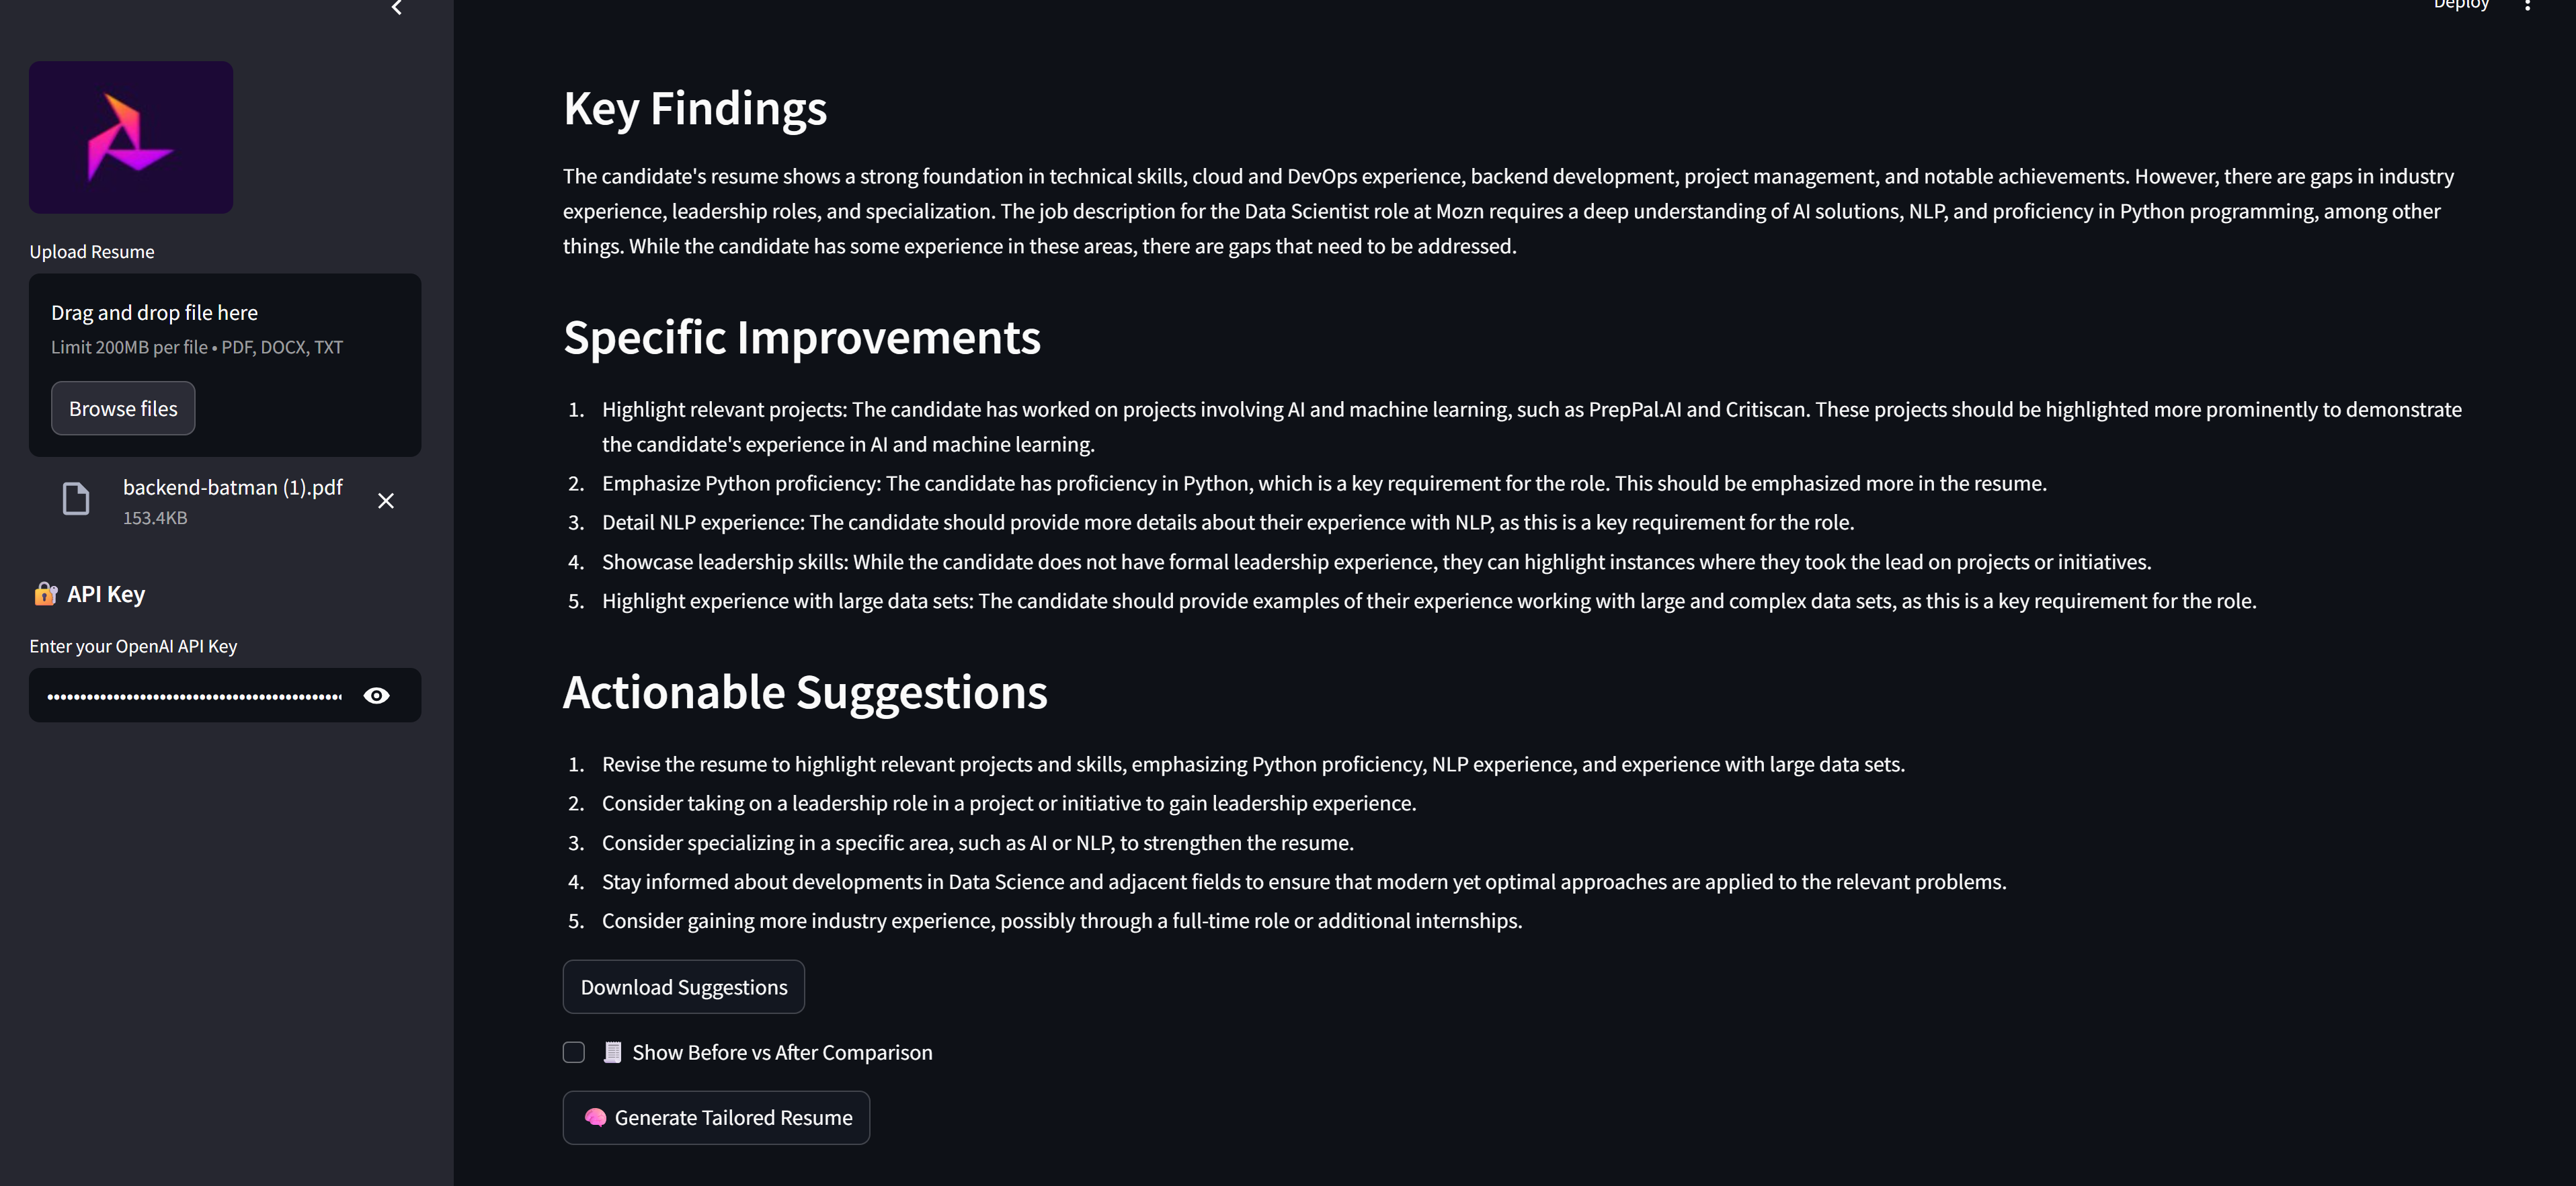 Deploy
Upload Resume
Drag and drop file here
Limit 200MB per file • PDF, DOCX, TXT
Browse files
backend-batman (1).pdf
153.4KB
API Key
Enter your OpenAI API Key
Key Findings
The candidate's resume shows a strong foundation in technical skills, cloud and DevOps experience, backend development, project management, and notable achievements. However, there are gaps in industry
experience, leadership roles, and specialization. The job description for the Data Scientist role at Mozn requires a deep understanding of AI solutions, NLP, and proficiency in Python programming, among other
things. While the candidate has some experience in these areas, there are gaps that need to be addressed.
Specific Improvements
1. Highlight relevant projects: The candidate has worked on projects involving AI and machine learning, such as PrepPal.AI and Critiscan. These projects should be highlighted more prominently to demonstrate
the candidate's experience in AI and machine learning.
2. Emphasize Python proficiency: The candidate has proficiency in Python, which is a key requirement for the role. This should be emphasized more in the resume.
3. Detail NLP experience: The candidate should provide more details about their experience with NLP, as this is a key requirement for the role.
4. Showcase leadership skills: While the candidate does not have formal leadership experience, they can highlight instances where they took the lead on projects or initiatives.
5. Highlight experience with large data sets: The candidate should provide examples of their experience working with large and complex data sets, as this is a key requirement for the role.
Actionable Suggestions
1. Revise the resume to highlight relevant projects and skills, emphasizing Python proficiency, NLP experience, and experience with large data sets.
2. Consider taking on a leadership role in a project or initiative to gain leadership experience.
3. Consider specializing in a specific area, such as AI or NLP, to strengthen the resume.
4. Stay informed about developments in Data Science and adjacent fields to ensure that modern yet optimal approaches are applied to the relevant problems.
5. Consider gaining more industry experience, possibly through a full-time role or additional internships.
Download Suggestions
Show Before vs After Comparison
Generate Tailored Resume